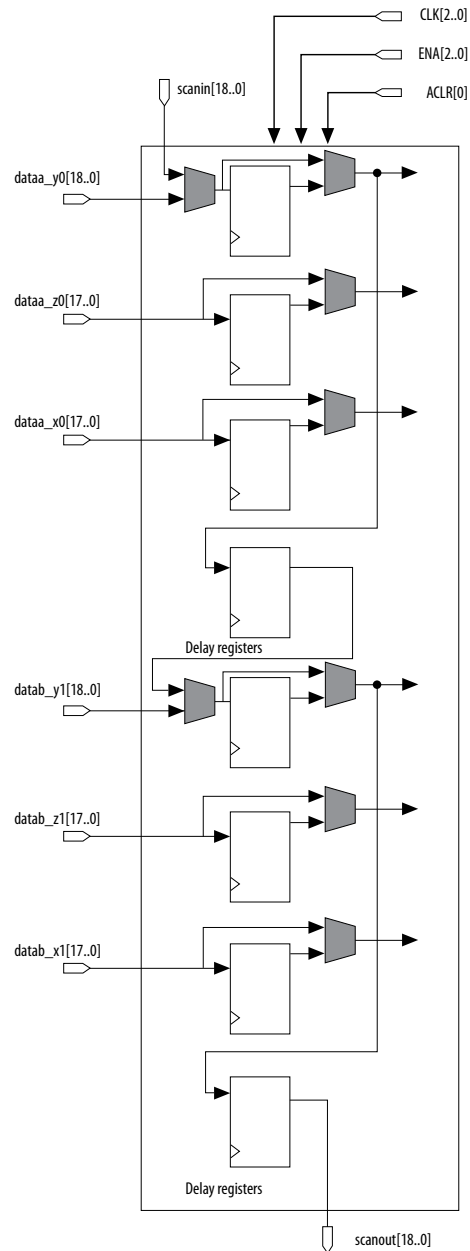 CLK[2..0]
ENA[2..0]
scanin[18..0]
ACLR[0]
dataa_y0[18..0]
dataa_z0[17..0]
dataa_x0[17..0]
Delay registers
datab_y1[18..0]
datab_z1[17..0]
datab_x1[17..0]
Delay registers
scanout[18..0]